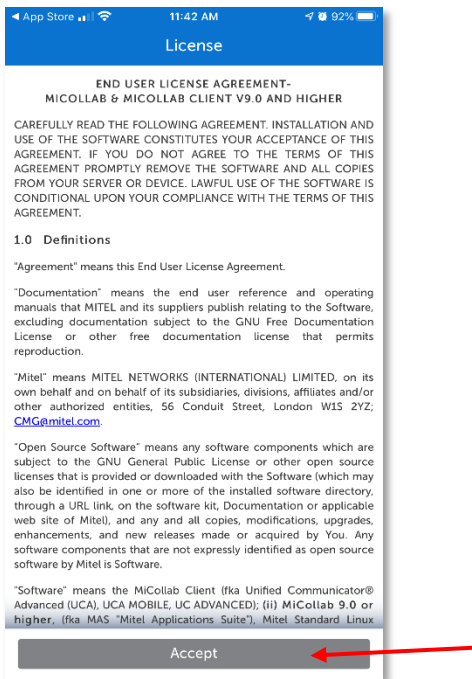 App Store 11:42 AM 92%
License
END USER LICENSE AGREEMENT-
MICOLLAB & MICOLLAB CLIENT V9.0 AND HIGHER
CAREFULLY READ THE FOLLOWING AGREEMENT. INSTALLATION AND
USE OF THE SOFTWARE CONSTITUTES YOUR ACCEPTANCE OF THIS
AGREEMENT. IF YOU DO NOT AGREE TO THE TERMS OF THIS
AGREEMENT PROMPTLY REMOVE THE SOFTWARE AND ALL COPIES
FROM YOUR SERVER OR DEVICE. LAWFUL USE OF THE SOFTWARE IS
CONDITIONAL UPON YOUR COMPLIANCE WITH THE TERMS OF THIS
AGREEMENT.
1.0 Definitions
"Agreement" means this End User License Agreement.
"Documentation" means the end user reference and operating
manuals that MITEL and its suppliers publish relating to the Software,
excluding documentation subject to the GNU Free Documentation
License or other free documentation license that permits
reproduction.
"Mitel" means MITEL NETWORKS (INTERNATIONAL) LIMITED, on its
own behalf and on behalf of its subsidiaries, divisions, affiliates and/or
other authorized entities, 56 Conduit Street, London W1S 2YZ;
CMG@mitel.com.
"Open Source Software" means any software components which are
subject to the GNU General Public License or other open source
licenses that is provided or downloaded with the Software (which may
also be identified in one or more of the installed software directory,
through a URL link, on the software kit, Documentation or applicable
web site of Mitel), and any and all copies, modifications, upgrades,
enhancements, and new releases made or acquired by You. Any
software components that are not expressly identified as open source
software by Mitel is Software.
"Software" means the MiCollab Client (fka Unified Communicator®
Advanced (UCA), UCA MOBILE, UC ADVANCED); (ii) MiCollab 9.0 or
higher, (fka MAS "Mitel Applications Suite"), Mitel Standard Linux
Accept